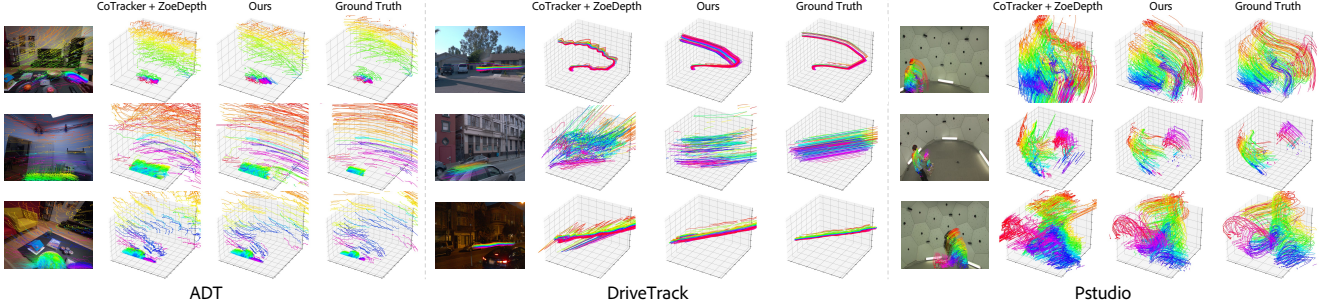 CoTracker + ZoeDepth Ours Ground Truth CoTracker + ZoeDepth Ours Ground Truth CoTracker + ZoeDepth Ours Ground Truth
ADT DriveTrack Pstudio